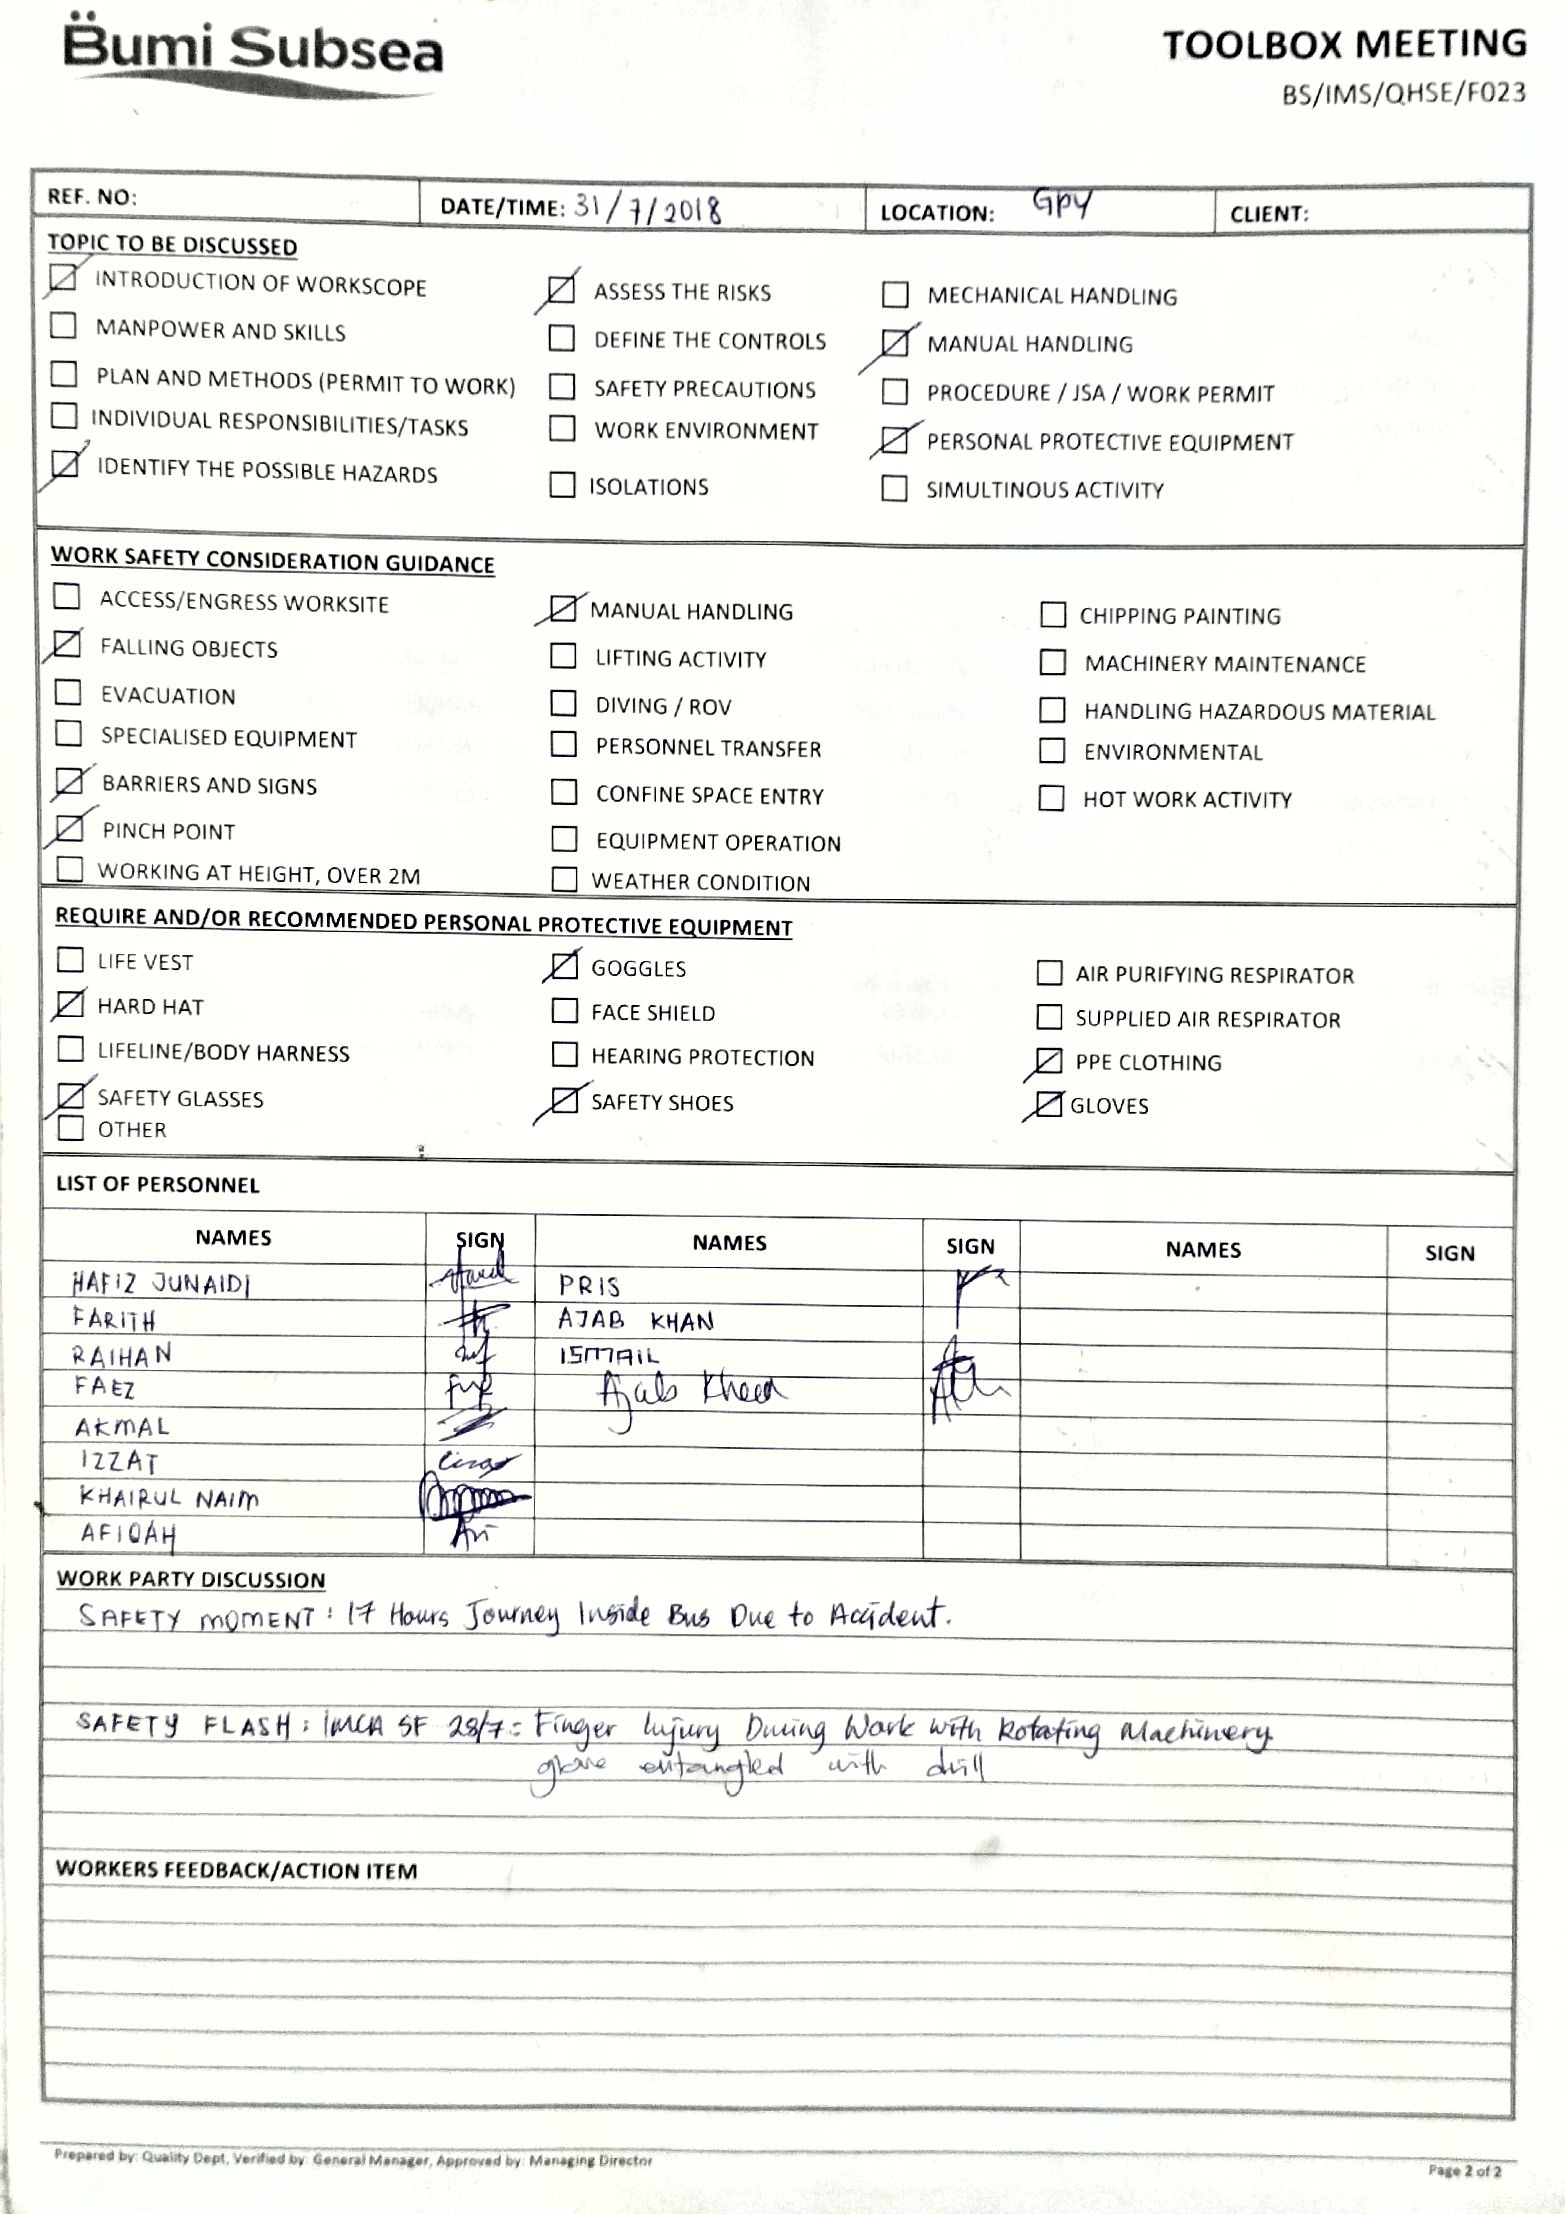 Bumi Subsea
TOOLBOX MEETING
BS/IMS/QHSE/F023
REF. NO:
DATE/TIME: 31/7/2018
LOCATION: GPY
CLIENT:
TOPIC TO BE DISCUSSED
INTRODUCTION OF WORKSCOPE
ASSESS THE RISKS
MECHANICAL HANDLING
MANPOWER AND SKILLS
DEFINE THE CONTROLS
MANUAL HANDLING
PLAN AND METHODS (PERMIT TO WORK)
SAFETY PRECAUTIONS
PROCEDURE / JSA / WORK PERMIT
INDIVIDUAL RESPONSIBILITIES/TASKS
WORK ENVIRONMENT
PERSONAL PROTECTIVE EQUIPMENT
IDENTIFY THE POSSIBLE HAZARDS
ISOLATIONS
SIMULTINOUS ACTIVITY
WORK SAFETY CONSIDERATION GUIDANCE
ACCESS/ENGRESS WORKSITE
MANUAL HANDLING
CHIPPING PAINTING
FALLING OBJECTS
LIFTING ACTIVITY
MACHINERY MAINTENANCE
EVACUATION
DIVING / ROV
HANDLING HAZARDOUS MATERIAL
SPECIALISED EQUIPMENT
PERSONNEL TRANSFER
ENVIRONMENTAL
BARRIERS AND SIGNS
CONFINE SPACE ENTRY
HOT WORK ACTIVITY
PINCH POINT
EQUIPMENT OPERATION
WORKING AT HEIGHT, OVER 2M
WEATHER CONDITION
REQUIRE AND/OR RECOMMENDED PERSONAL PROTECTIVE EQUIPMENT
LIFE VEST
GOGGLES
AIR PURIFYING RESPIRATOR
HARD HAT
FACE SHIELD
SUPPLIED AIR RESPIRATOR
LIFELINE/BODY HARNESS
HEARING PROTECTION
PPE CLOTHING
SAFETY GLASSES
SAFETY SHOES
GLOVES
OTHER
LIST OF PERSONNEL
NAMES SIGN NAMES SIGN NAMES SIGN
HAFIZ JUNAIDI PRIS
FARITH AJAB KHAN
RAIHAN ISMAIL
FAEZ Ajab
AKMAL
IZZAT
KHAIRUL NAIM
AFIQAH
WORK PARTY DISCUSSION
SAFETY MOMENT: 17 Hours Journey Inside Bus Due to Accident.
SAFETY FLASH: IMCA SF 28/7: Finger Injury During Work with Rotating Machinery
glove entangled with drill
WORKERS FEEDBACK/ACTION ITEM
Prepared by: Quality Dept, Verified by: General Manager, Approved by: Managing Director
Page 2 of 2